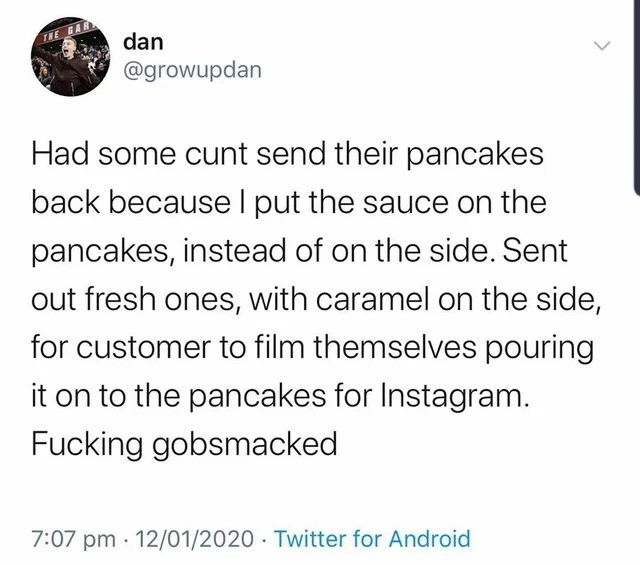 THE GAR
dan
@growupdan
Had some cunt send their pancakes
back because I put the sauce on the
pancakes, instead of on the side. Sent
out fresh ones, with caramel on the side,
for customer to film themselves pouring
it on to the pancakes for Instagram.
Fucking gobsmacked
7:07 pm · 12/01/2020 · Twitter for Android